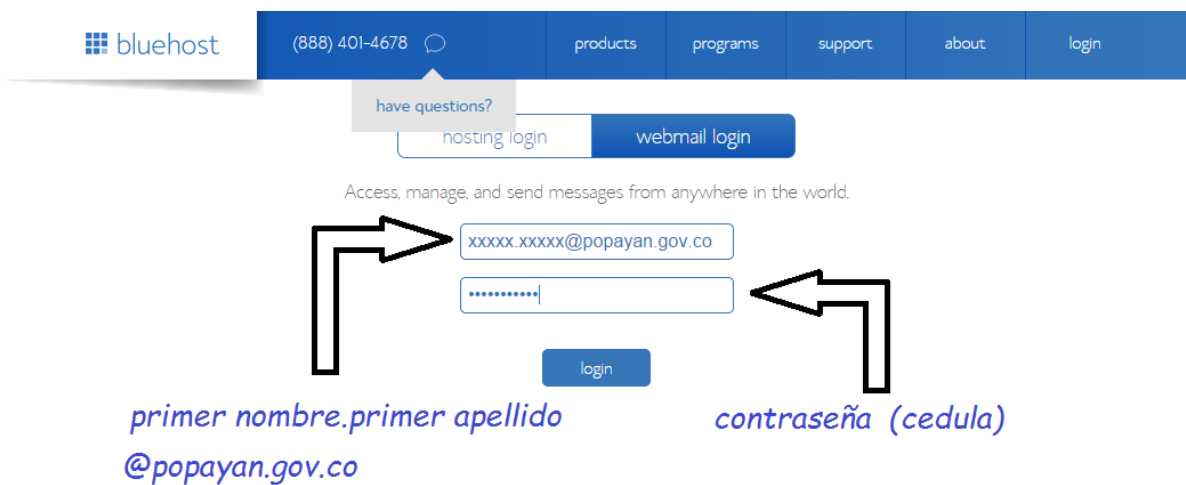 bluehost
(888) 401-4678
products
programs
support
about
login
have questions?
hosting login
webmail login
Access, manage, and send messages from anywhere in the world.
xxxxx.xxxxx@popayan.gov.co
•••••••••••
login
primer nombre.primer apellido
@popayan.gov.co
contraseña (cedula)